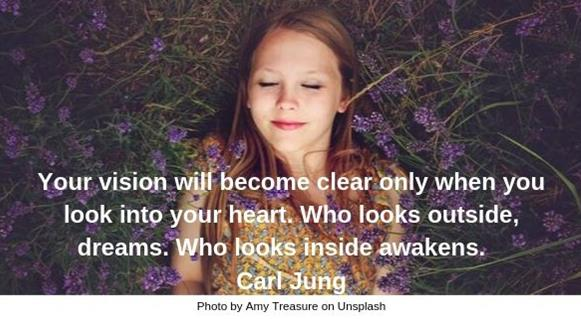 Your vision will become clear only when you
look into your heart. Who looks outside,
dreams. Who looks inside awakens.
Carl Jung
Photo by Amy Treasure on Unsplash